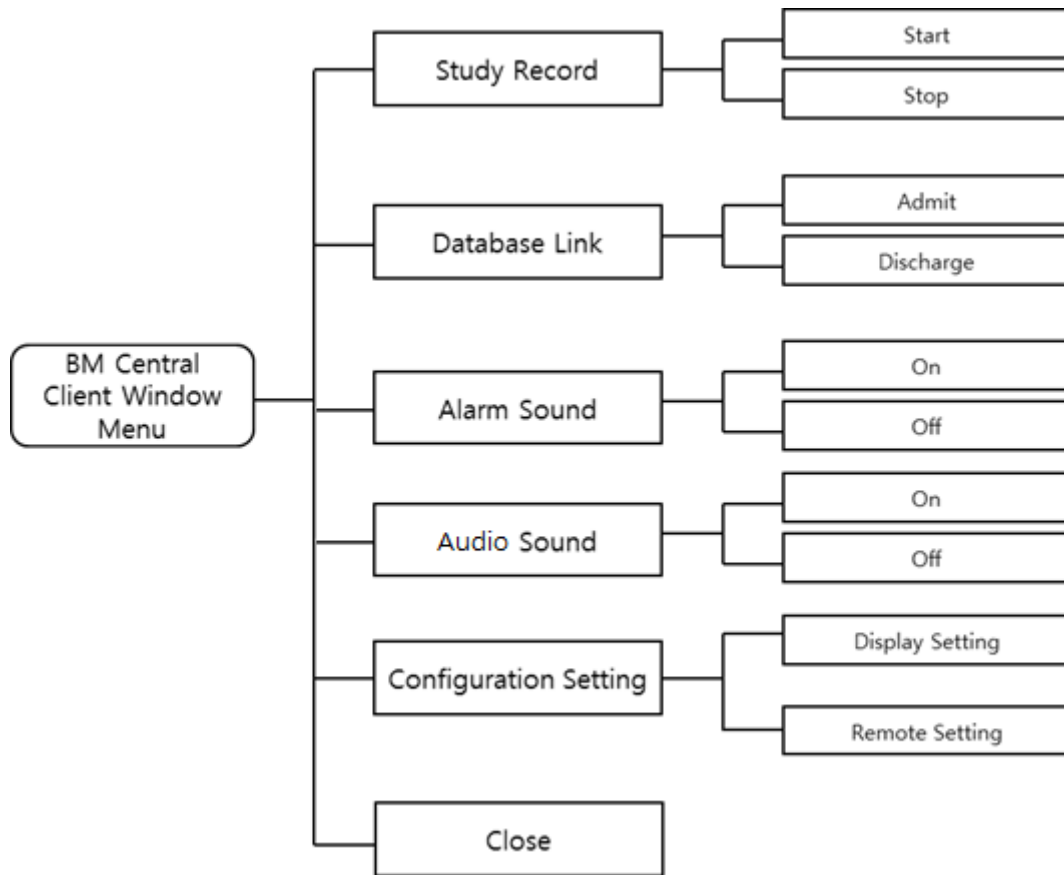 Study Record
Start
Stop
Database Link
Admit
Discharge
BM Central
Client Window
Menu
Alarm Sound
On
Off
Audio Sound
On
Off
Configuration Setting
Display Setting
Remote Setting
Close